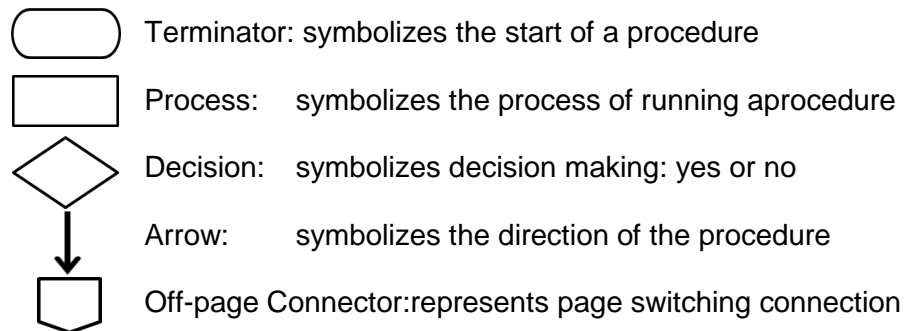 Terminator: symbolizes the start of a procedure
Process: symbolizes the process of running aprocedure
Decision: symbolizes decision making: yes or no
Arrow: symbolizes the direction of the procedure
Off-page Connector:represents page switching connection